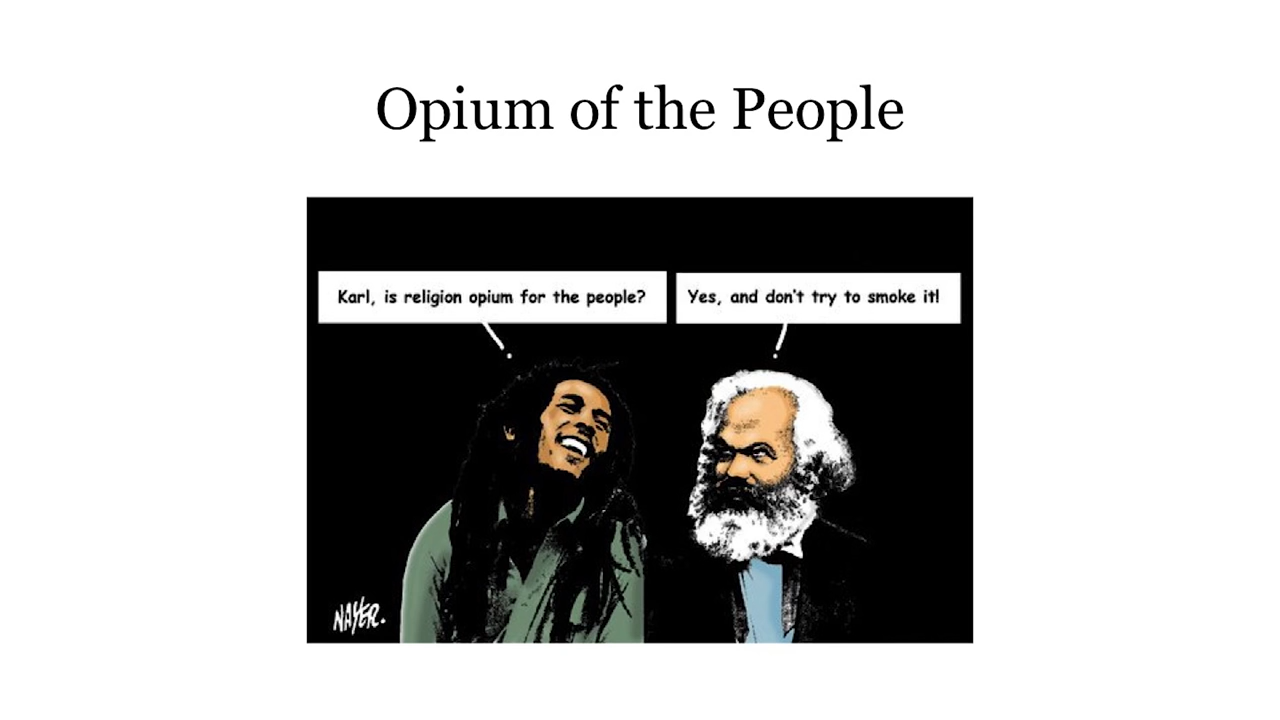 Opium of the People
Karl, is religion opium for the people?
Yes, and don't try to smoke it!
NAYER.